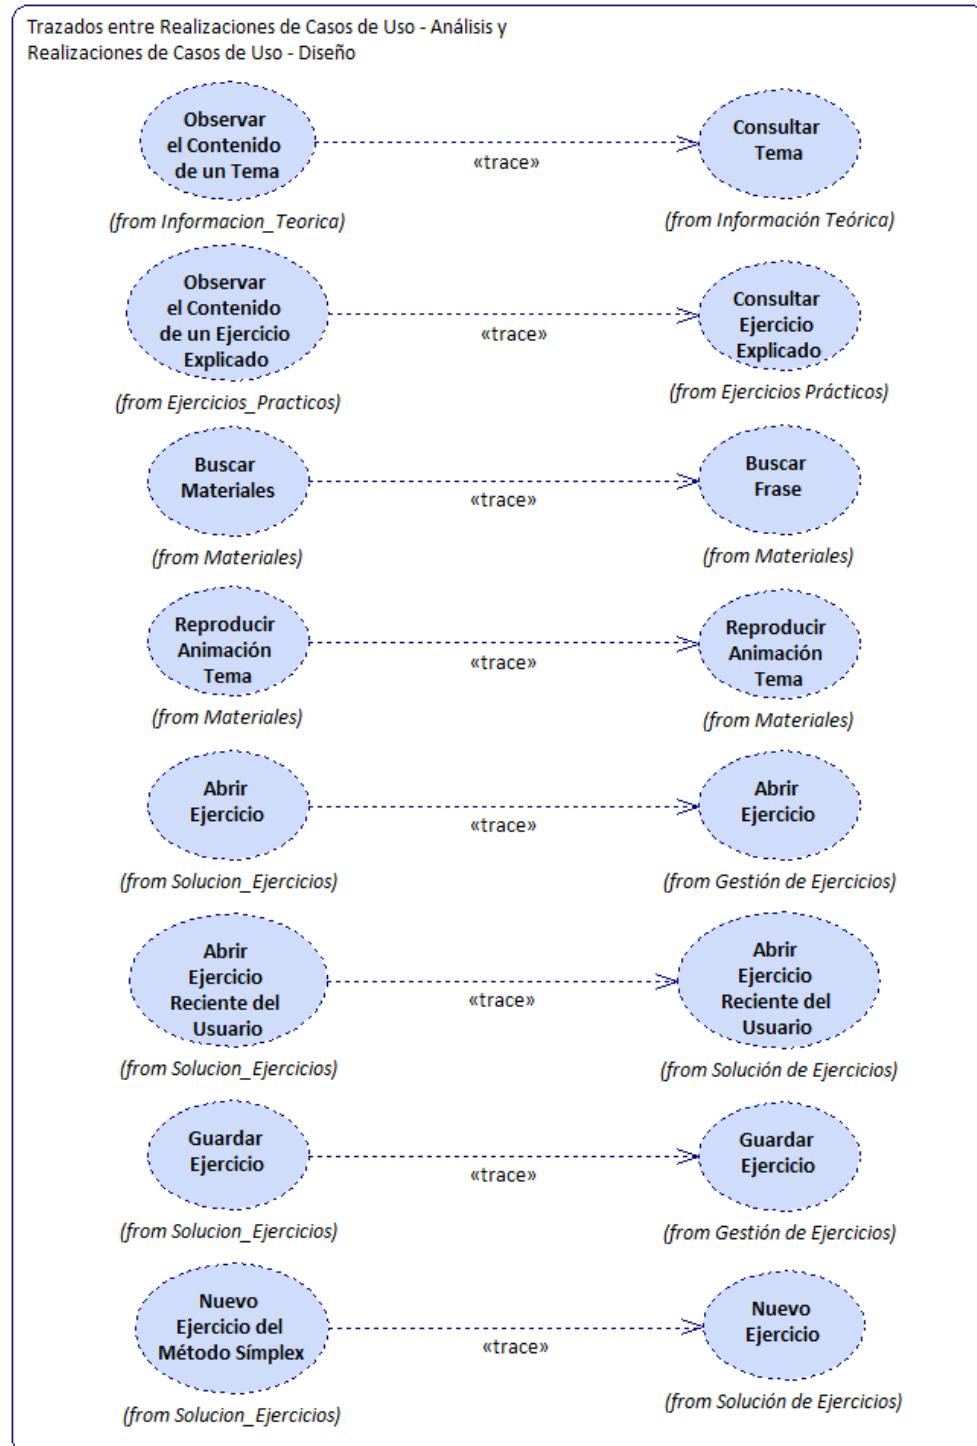 Trazados entre Realizaciones de Casos de Uso - Análisis y
Realizaciones de Casos de Uso - Diseño
Observar
el Contenido
de un Tema
«trace»
Consultar
Tema
(from Informacion_Teorica)
(from Información Teórica)
Observar
el Contenido
de un Ejercicio
Explicado
«trace»
Consultar
Ejercicio
Explicado
(from Ejercicios_Practicos)
(from Ejercicios Prácticos)
Buscar
Materiales
«trace»
Buscar
Frase
(from Materiales)
(from Materiales)
Reproducir
Animación
Tema
«trace»
Reproducir
Animación
Tema
(from Materiales)
(from Materiales)
Abrir
Ejercicio
«trace»
Abrir
Ejercicio
(from Solucion_Ejercicios)
(from Gestión de Ejercicios)
Abrir
Ejercicio
Reciente del
Usuario
«trace»
Abrir
Ejercicio
Reciente del
Usuario
(from Solucion_Ejercicios)
(from Solución de Ejercicios)
Guardar
Ejercicio
«trace»
Guardar
Ejercicio
(from Solucion_Ejercicios)
(from Gestión de Ejercicios)
Nuevo
Ejercicio del
Método Símplex
«trace»
Nuevo
Ejercicio
(from Solucion_Ejercicios)
(from Solución de Ejercicios)